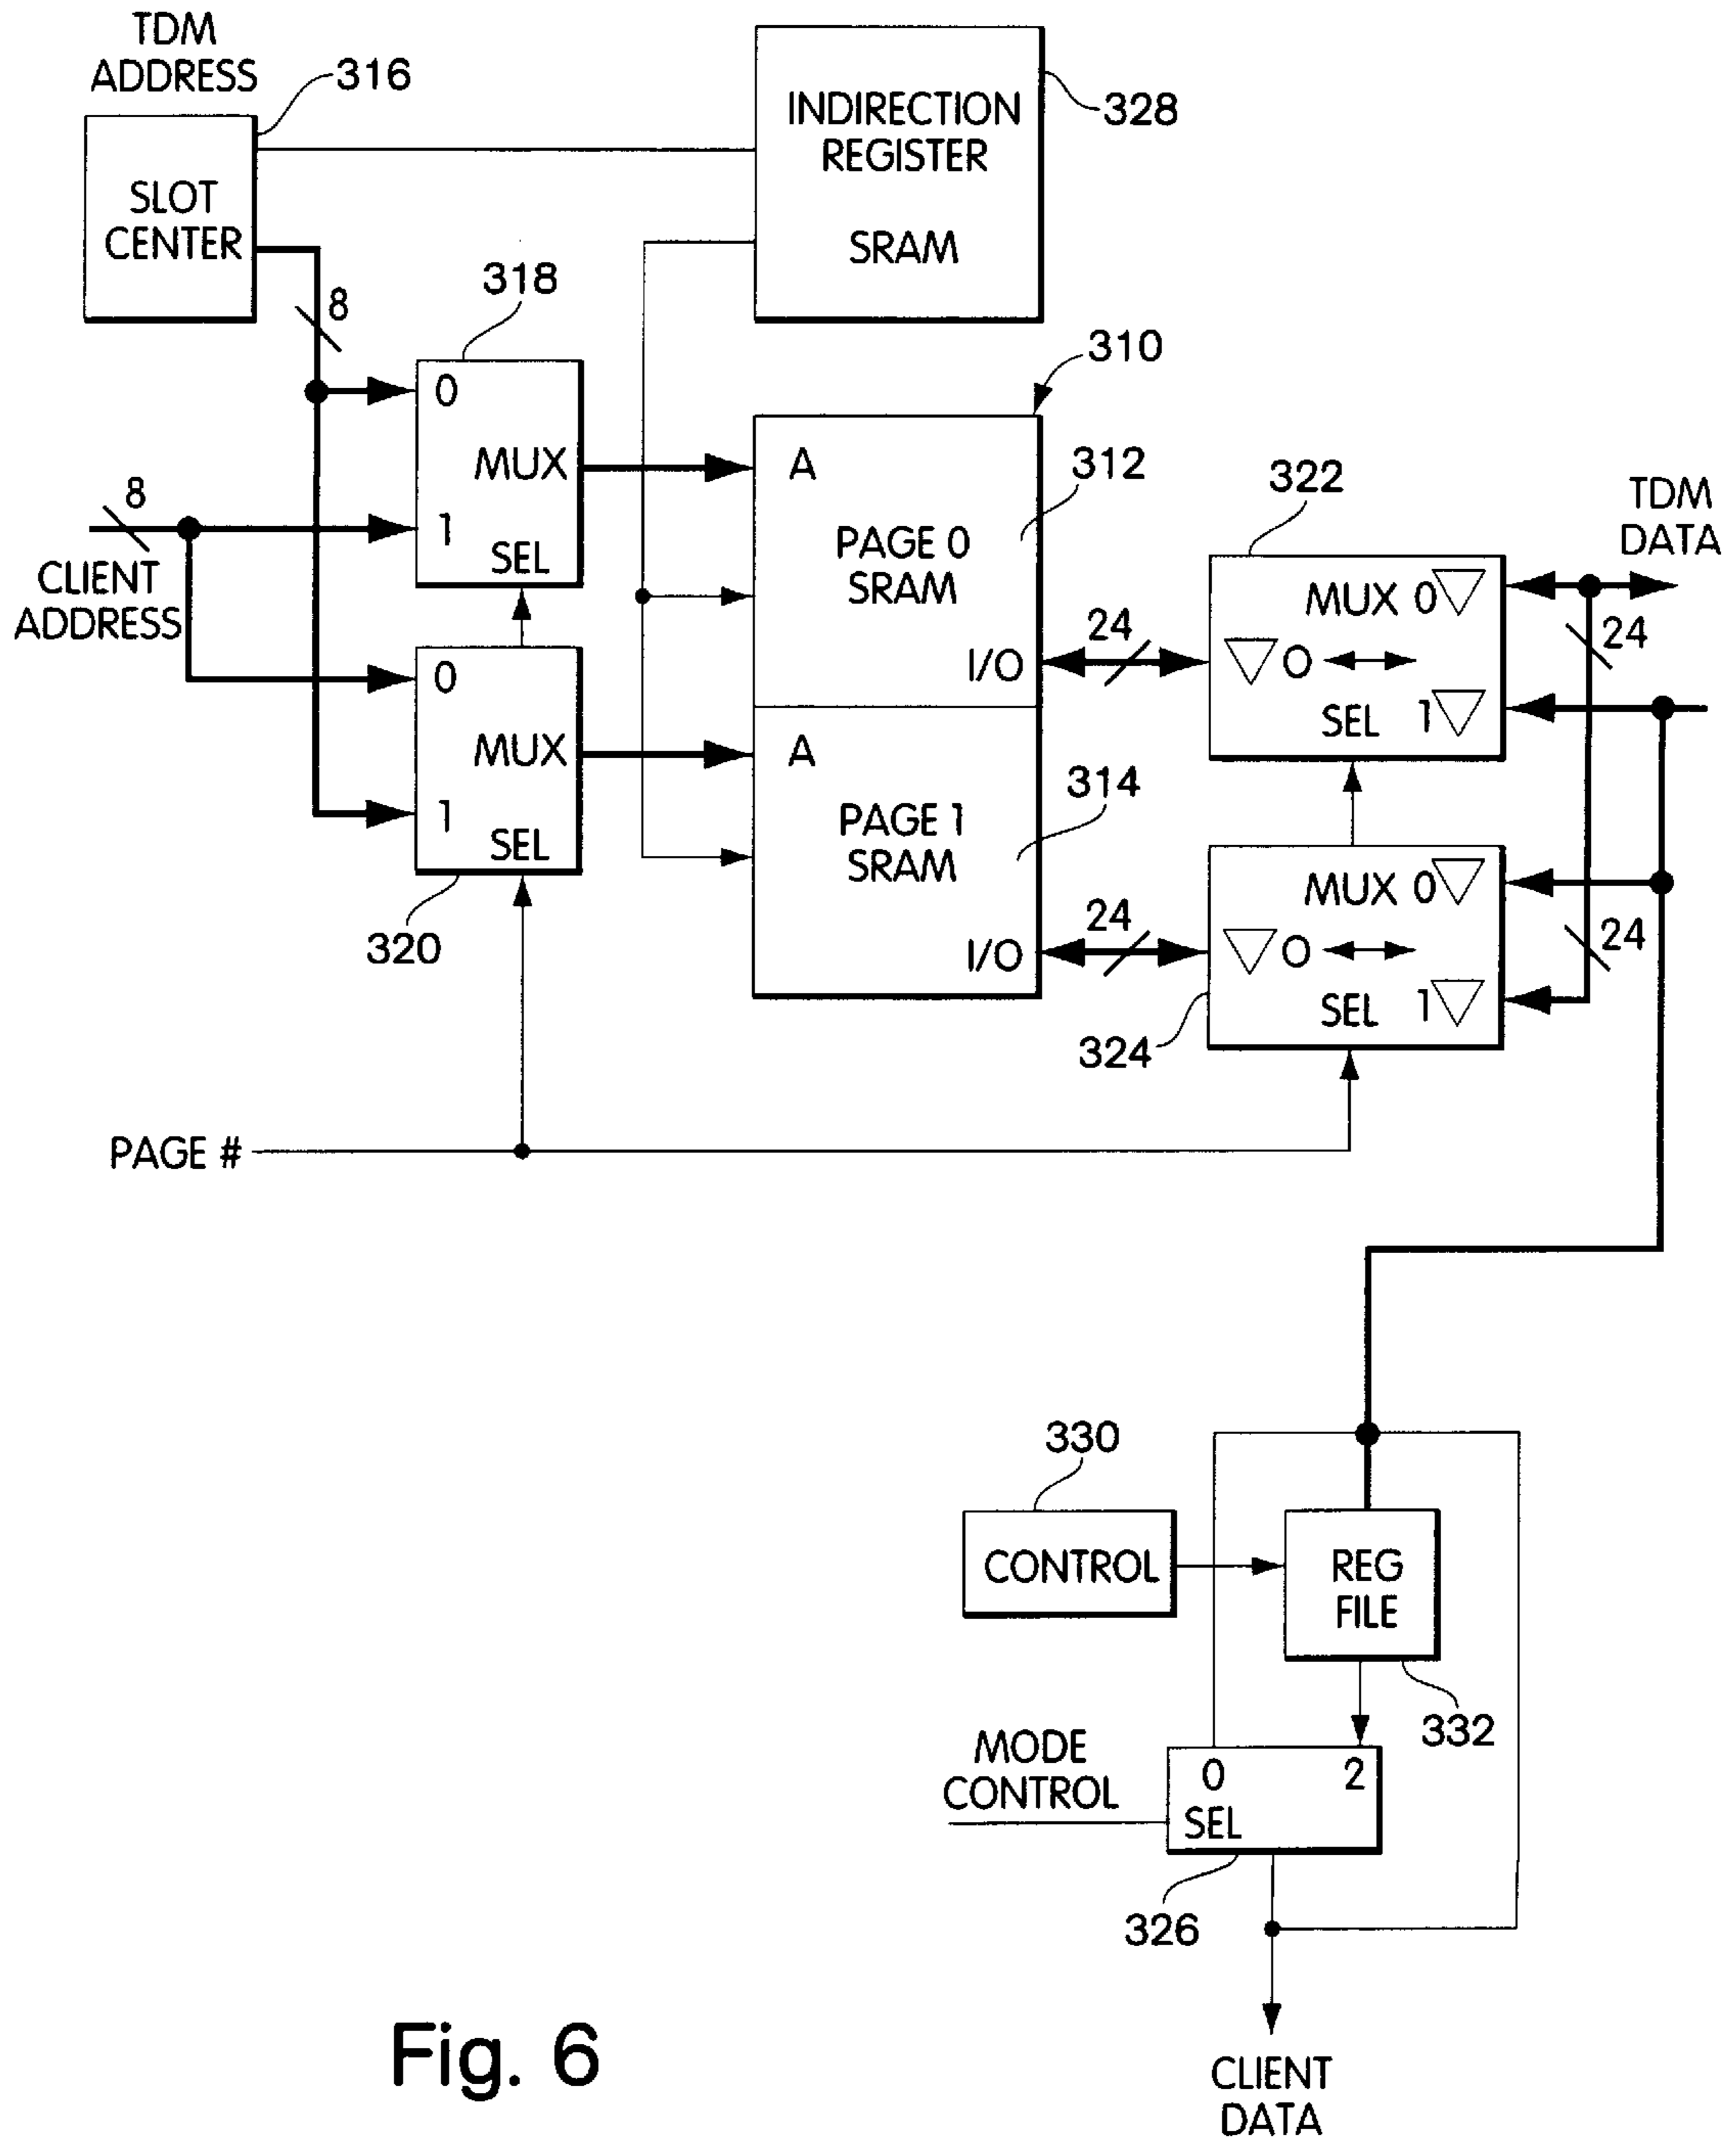 TDM
ADDRESS
316
SLOT
CENTER
INDIRECTION
REGISTER
SRAM
328
8
318
0
MUX
1
SEL
8
CLIENT
ADDRESS
0
MUX
1
SEL
320
310
A
PAGE 0
SRAM
I/O
312
A
PAGE 1
SRAM
I/O
314
24
24
322
MUX 0
0
SEL 1
TDM
DATA
24
MUX 0
0
SEL 1
24
324
PAGE #
330
CONTROL
REG
FILE
332
MODE
CONTROL
0 2
SEL
326
CLIENT
DATA
Fig. 6